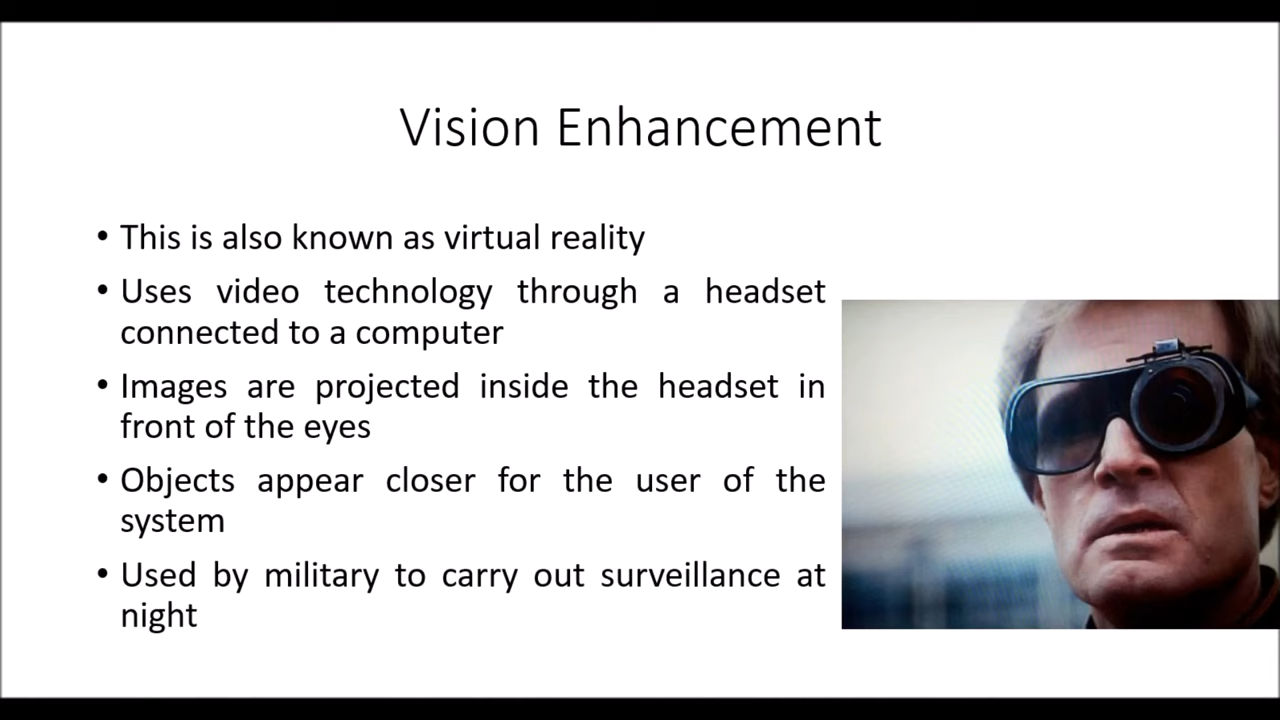 Vision Enhancement
• This is also known as virtual reality
• Uses video technology through a headset
connected to a computer
• Images are projected inside the headset in
front of the eyes
• Objects appear closer for the user of the
system
• Used by military to carry out surveillance at
night